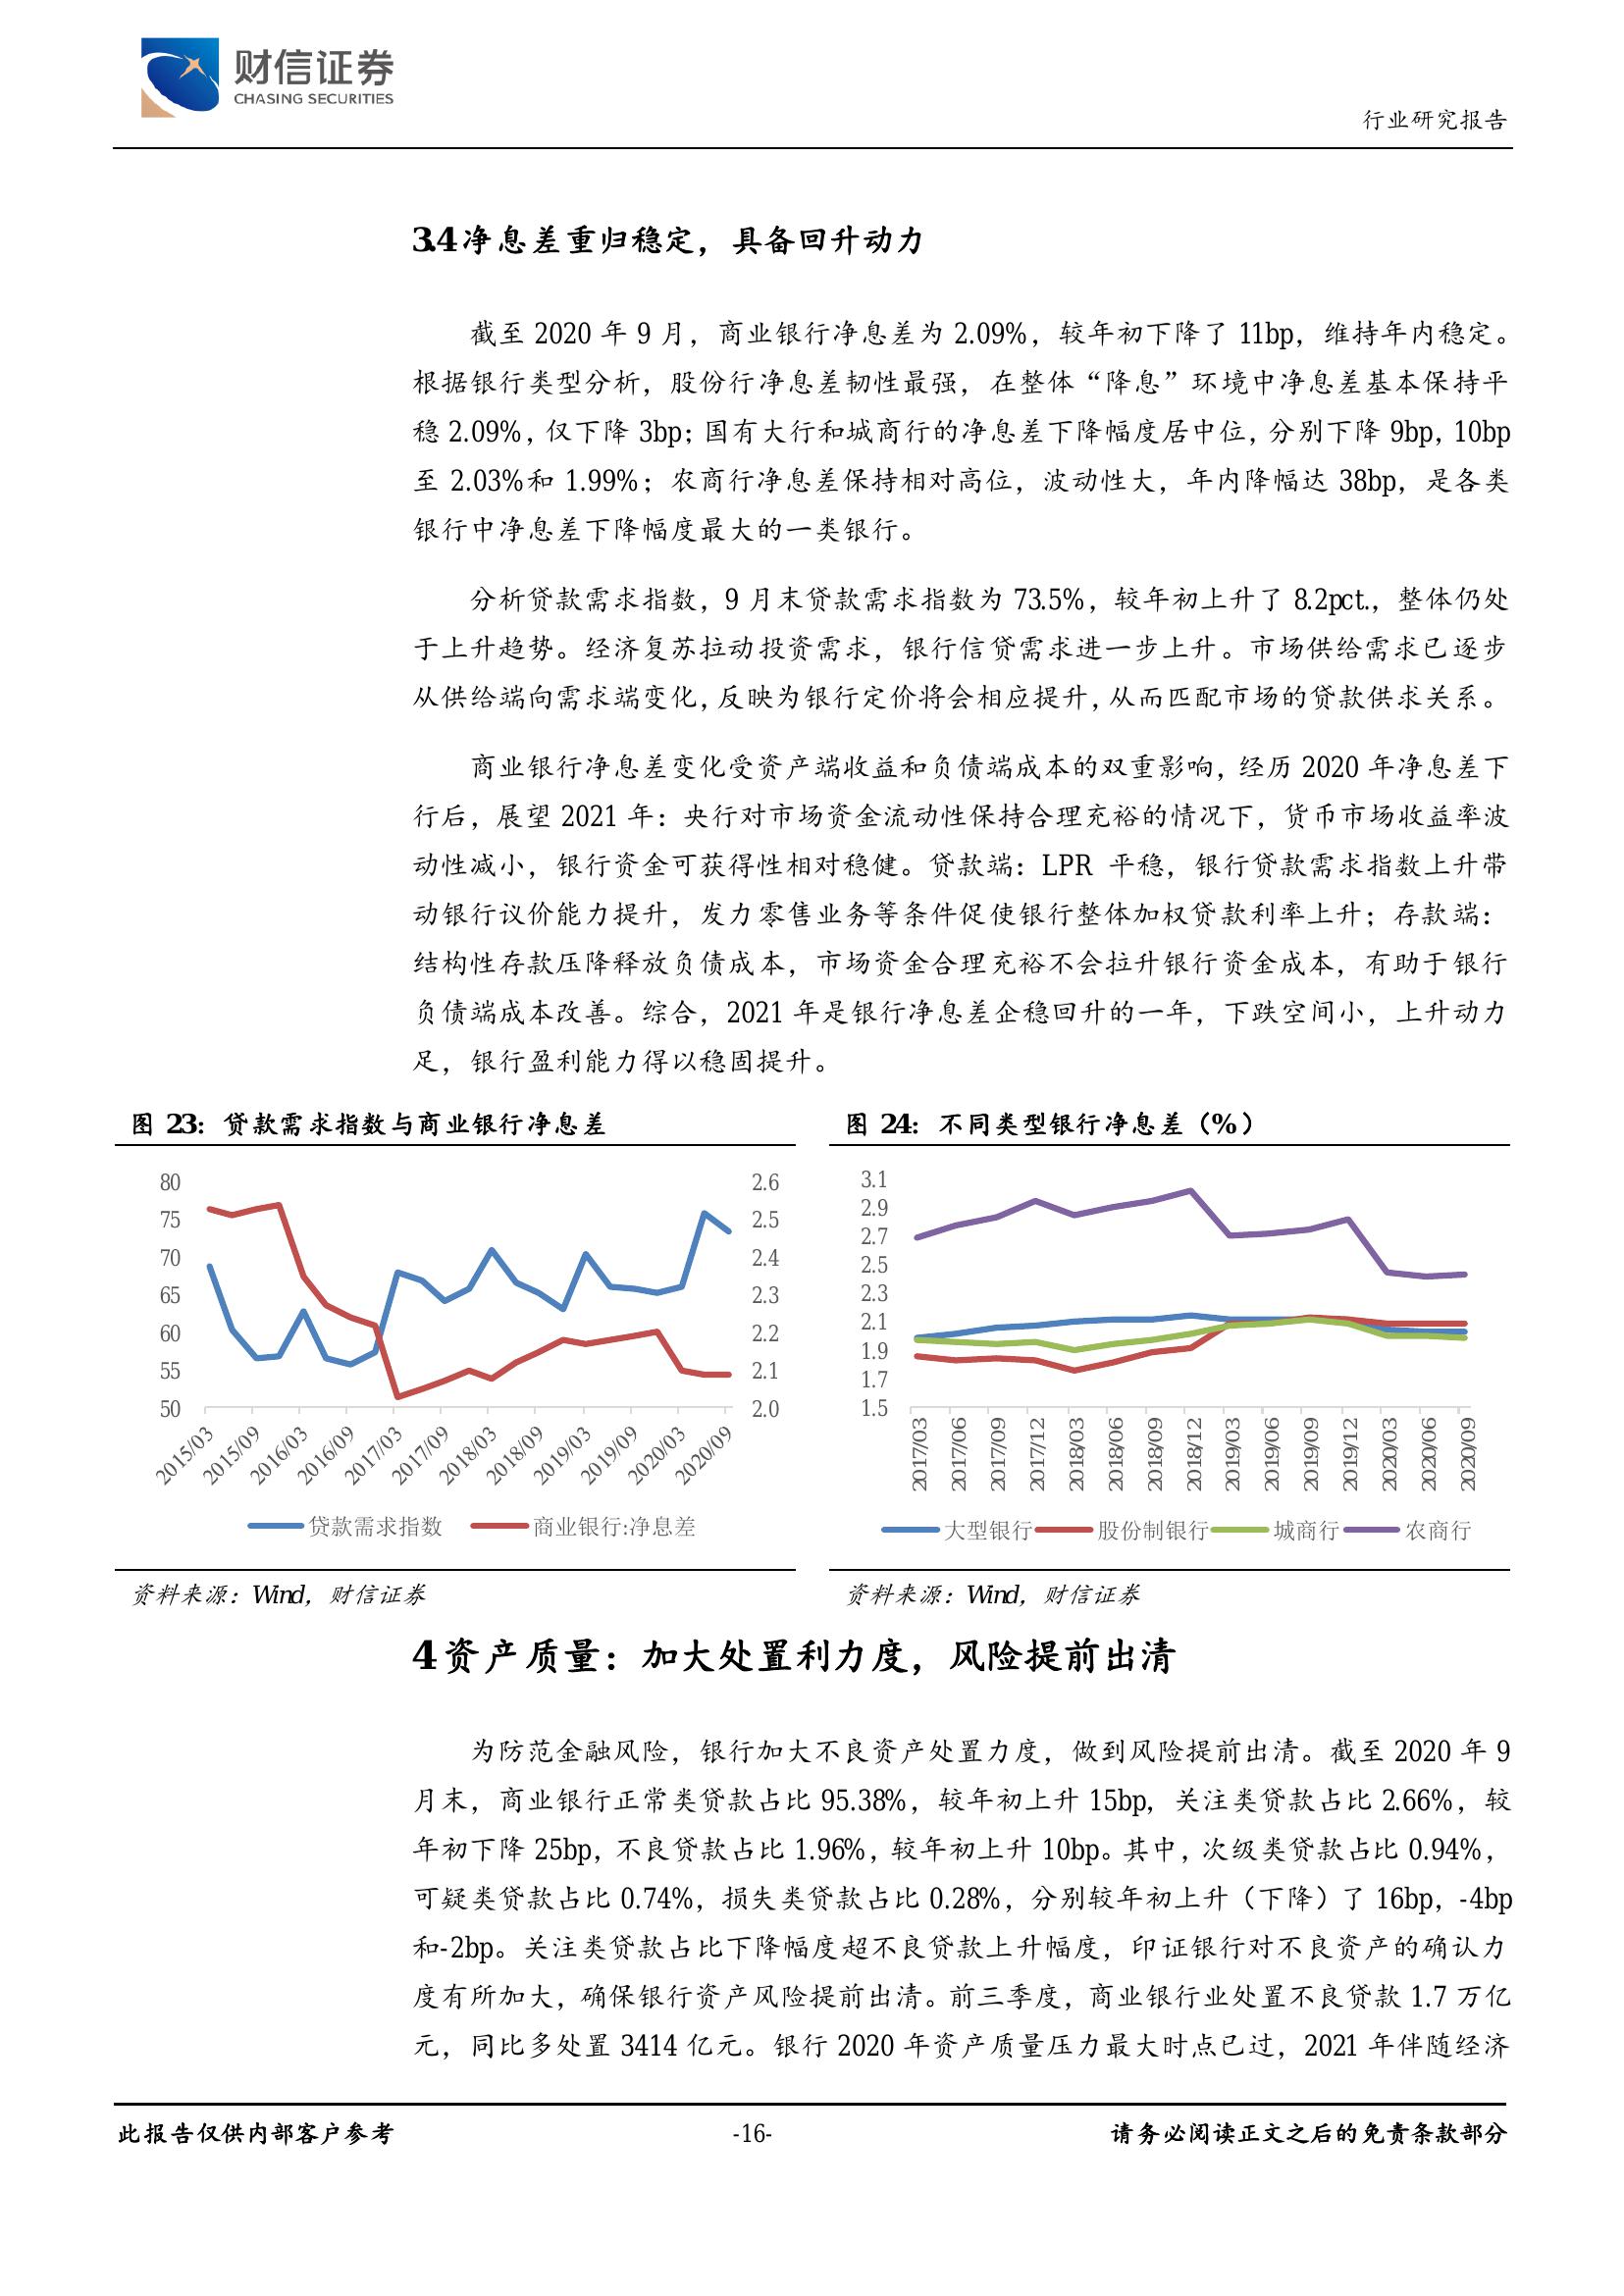 财信证券
CHASING SECURITIES
行业研究报告
3.4 净息差重归稳定，具备回升动力
截至 2020 年 9 月，商业银行净息差为 2.09%，较年初下降了 11bp，维持年内稳定。
根据银行类型分析，股份行净息差韧性最强，在整体“降息”环境中净息差基本保持平
稳 2.09%，仅下降 3bp；国有大行和城商行的净息差下降幅度居中位，分别下降 9bp，10bp
至 2.03%和 1.99%；农商行净息差保持相对高位，波动性大，年内降幅达 38bp，是各类
银行中净息差下降幅度最大的一类银行。
分析贷款需求指数，9 月末贷款需求指数为 73.5%，较年初上升了 8.2pct.，整体仍处
于上升趋势。经济复苏拉动投资需求，银行信贷需求进一步上升。市场供给需求已逐步
从供给端向需求端变化，反映为银行定价将会相应提升，从而匹配市场的贷款供求关系。
商业银行净息差变化受资产端收益和负债端成本的双重影响，经历 2020 年净息差下
行后，展望 2021 年：央行对市场资金流动性保持合理充裕的情况下，货币市场收益率波
动性减小，银行资金可获得性相对稳健。贷款端：LPR 平稳，银行贷款需求指数上升带
动银行议价能力提升，发力零售业务等条件促使银行整体加权贷款利率上升；存款端：
结构性存款压降释放负债成本，市场资金合理充裕不会拉升银行资金成本，有助于银行
负债端成本改善。综合，2021 年是银行净息差企稳回升的一年，下跌空间小，上升动力
足，银行盈利能力得以稳固提升。
图 23：贷款需求指数与商业银行净息差
80
75
70
65
60
55
50
2.6
2.5
2.4
2.3
2.2
2.1
2.0
2015/03
2015/09
2016/03
2016/09
2017/03
2017/09
2018/03
2018/09
2019/03
2019/09
2020/03
2020/09
贷款需求指数
商业银行:净息差
资料来源：Wind，财信证券
图 24：不同类型银行净息差（%）
3.1
2.9
2.7
2.5
2.3
2.1
1.9
1.7
1.5
2017/03
2017/06
2017/09
2017/12
2018/03
2018/06
2018/09
2018/12
2019/03
2019/06
2019/09
2019/12
2020/03
2020/06
2020/09
大型银行
股份制银行
城商行
农商行
资料来源：Wind，财信证券
4 资产质量：加大处置利力度，风险提前出清
为防范金融风险，银行加大不良资产处置力度，做到风险提前出清。截至 2020 年 9
月末，商业银行正常类贷款占比 95.38%，较年初上升 15bp，关注类贷款占比 2.66%，较
年初下降 25bp，不良贷款占比 1.96%，较年初上升 10bp。其中，次级类贷款占比 0.94%，
可疑类贷款占比 0.74%，损失类贷款占比 0.28%，分别较年初上升（下降）了 16bp，-4bp
和-2bp。关注类贷款占比下降幅度超不良贷款上升幅度，印证银行对不良资产的确认力
度有所加大，确保银行资产风险提前出清。前三季度，商业银行业处置不良贷款 1.7 万亿
元，同比多处置 3414 亿元。银行 2020 年资产质量压力最大时点已过，2021 年伴随经济
此报告仅供内部客户参考
-16-
请务必阅读正文之后的免责条款部分